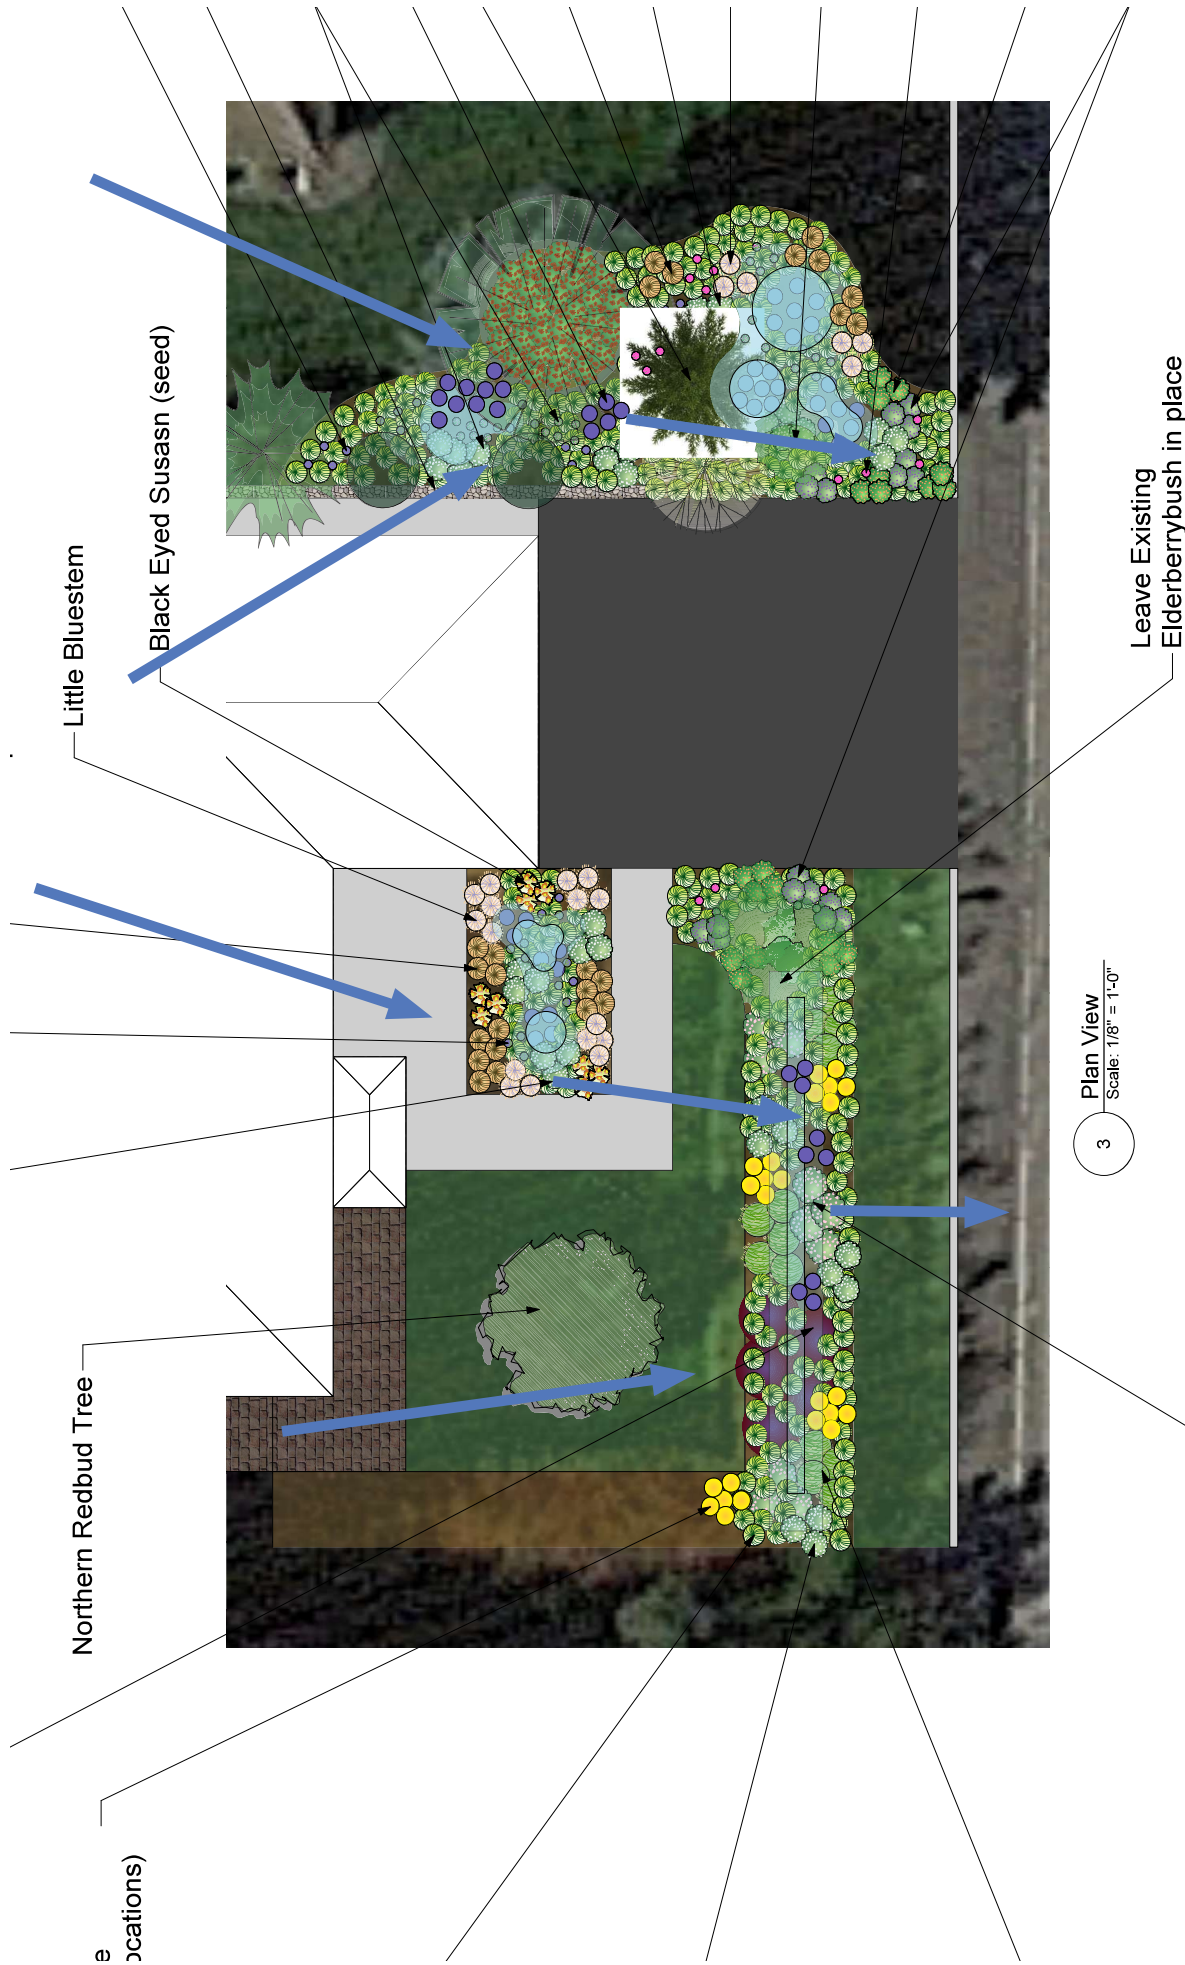 Little Bluestem
Black Eyed Susasn (seed)
Leave Existing
Elderberrybush in place
3
Plan View
Scale: 1/8" = 1'-0"
Northern Redbud Tree
e
ocations)